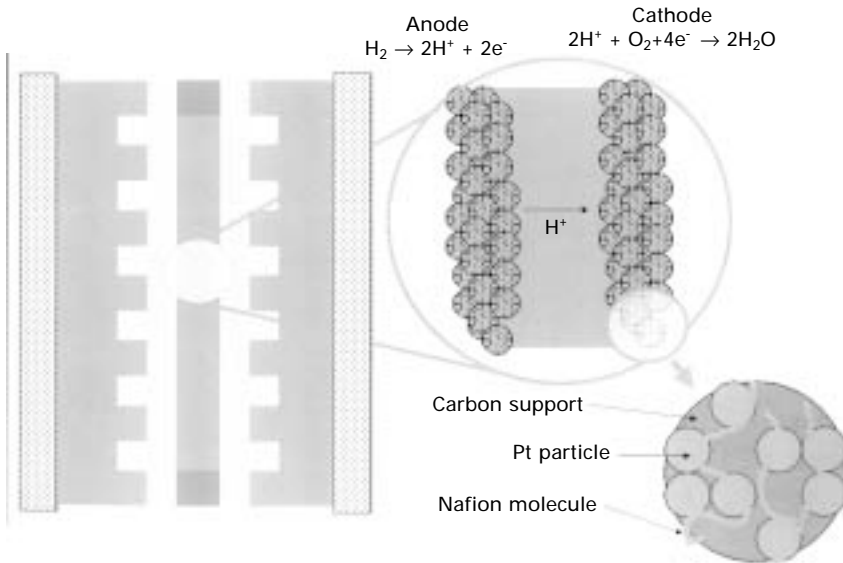 Anode
H₂ → 2H⁺ + 2e⁻
Cathode
2H⁺ + O₂+4e⁻ → 2H₂O
H⁺
Carbon support
Pt particle
Nafion molecule